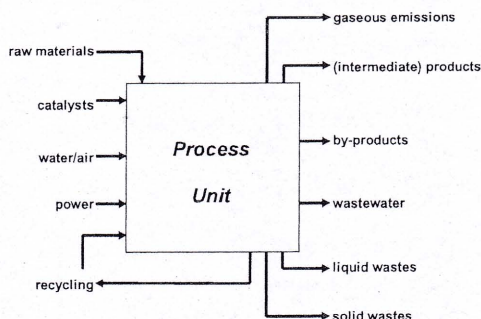 gaseous emissions
raw materials
(intermediate) products
catalysts
by-products
Process
water/air
Unit
power
wastewater
recycling
liquid wastes
solid wastes